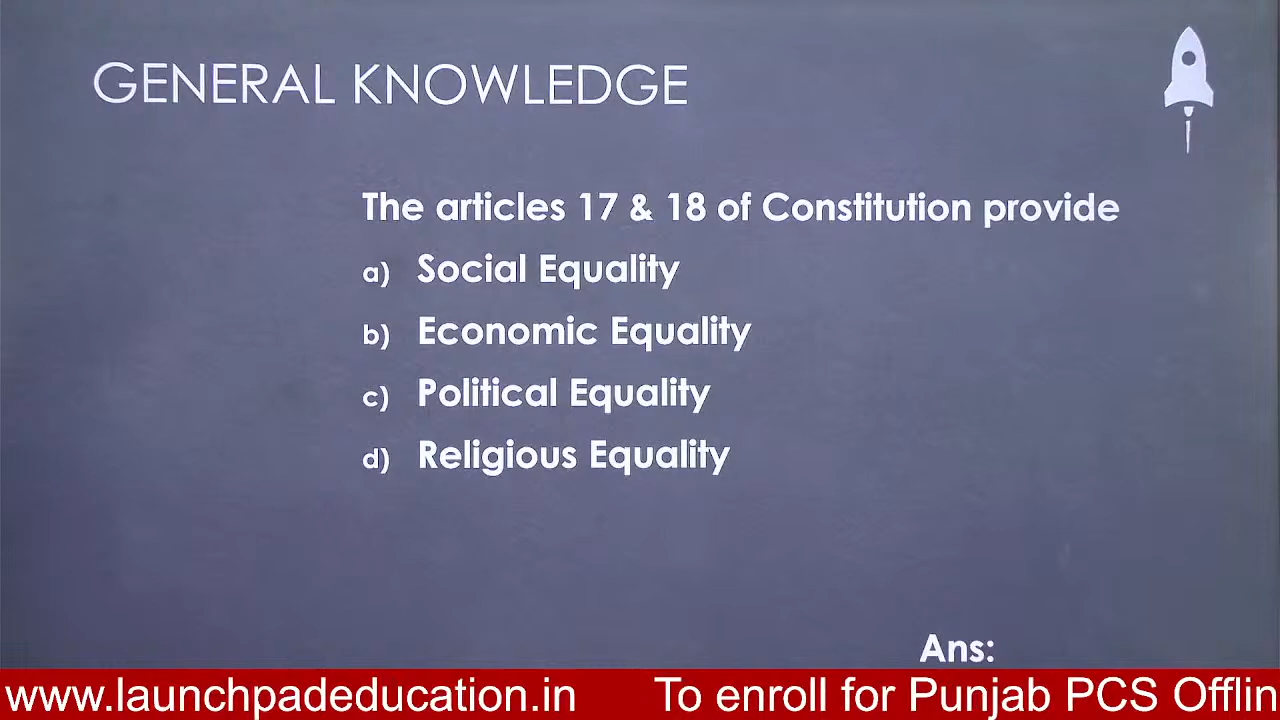 GENERAL KNOWLEDGE
The articles 17 & 18 of Constitution provide
a) Social Equality
b) Economic Equality
c) Political Equality
d) Religious Equality
Ans:
www.launchpadeducation.in To enroll for Punjab PCS Offlin